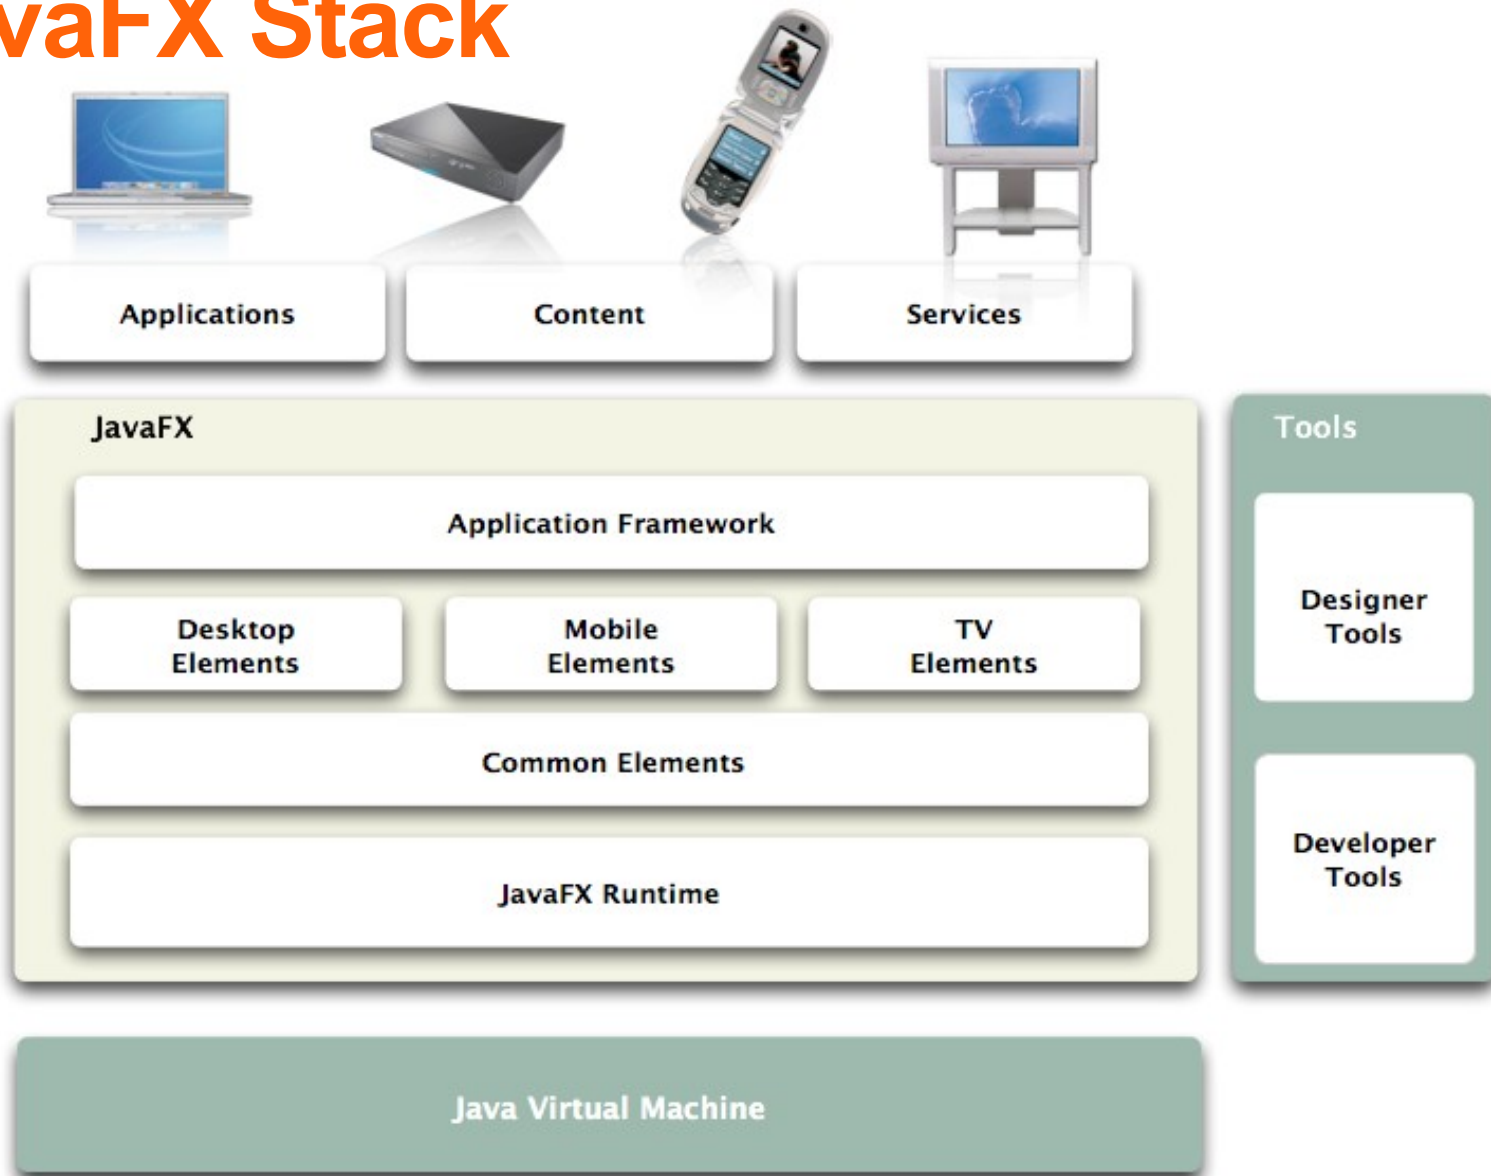 vaFX Stack
Applications
Content
Services
JavaFX
Tools
Application Framework
Desktop
Elements
Mobile
Elements
TV
Elements
Designer
Tools
Common Elements
Developer
Tools
JavaFX Runtime
Java Virtual Machine